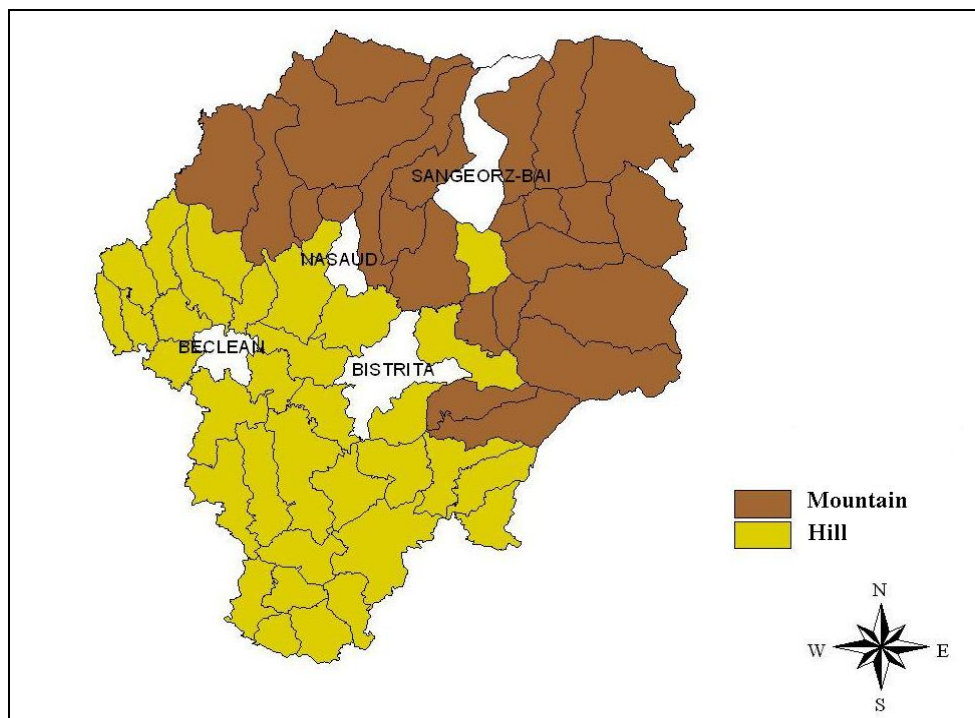 SANGEORZ-BAI
NASAUD
BECLEAN
BISTRITA
Mountain
Hill
N
W E
S